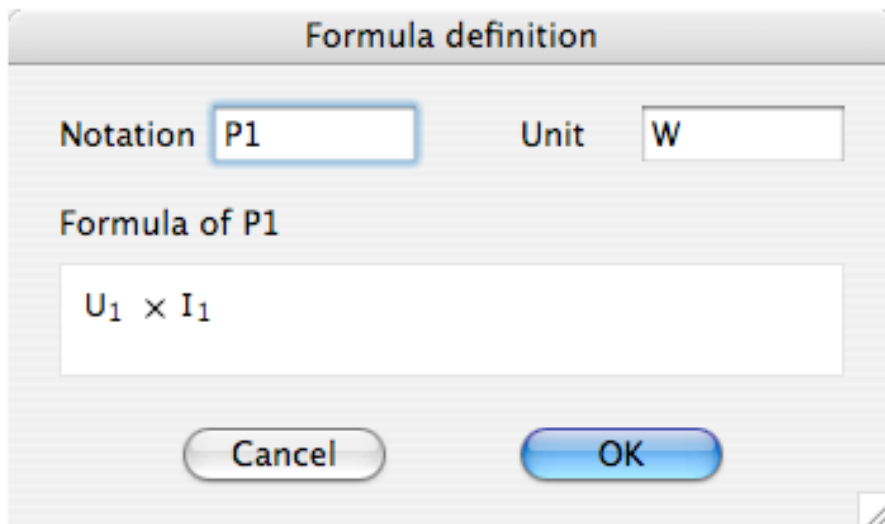 Formula definition
Notation P1 Unit W
Formula of P1
U₁ × I₁
Cancel OK